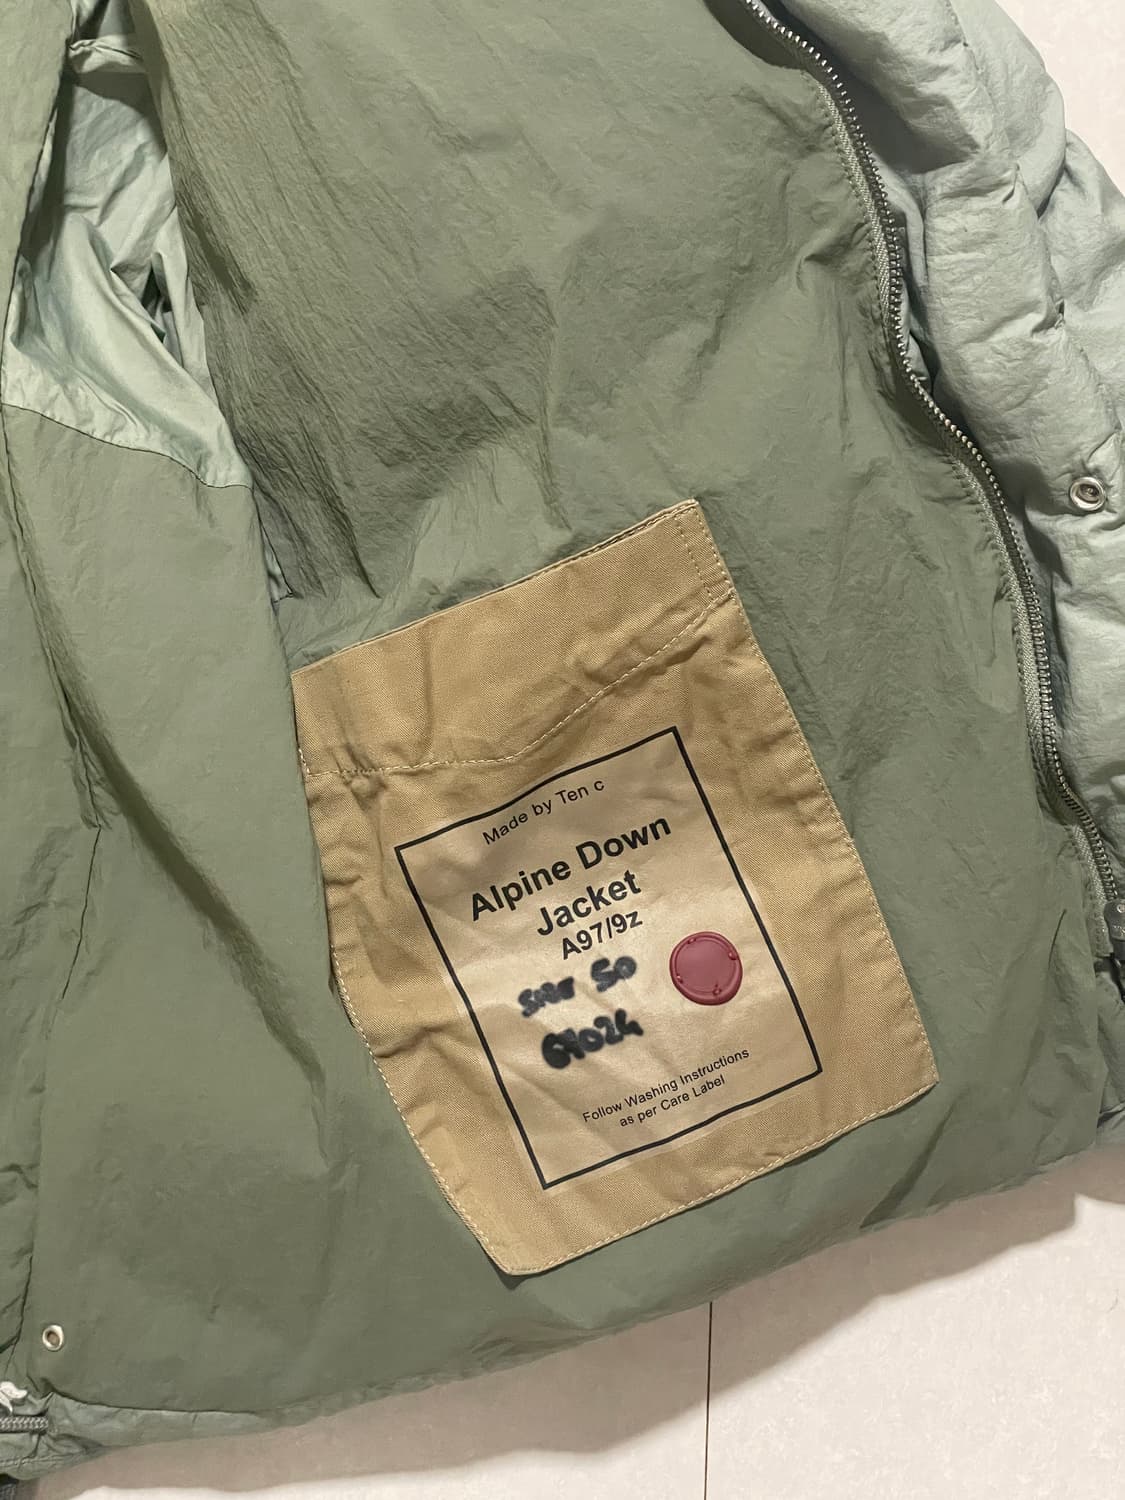 Made by Ten c
Alpine Down
Jacket
A97/9z
50
Follow Washing Instructions
as per Care Label